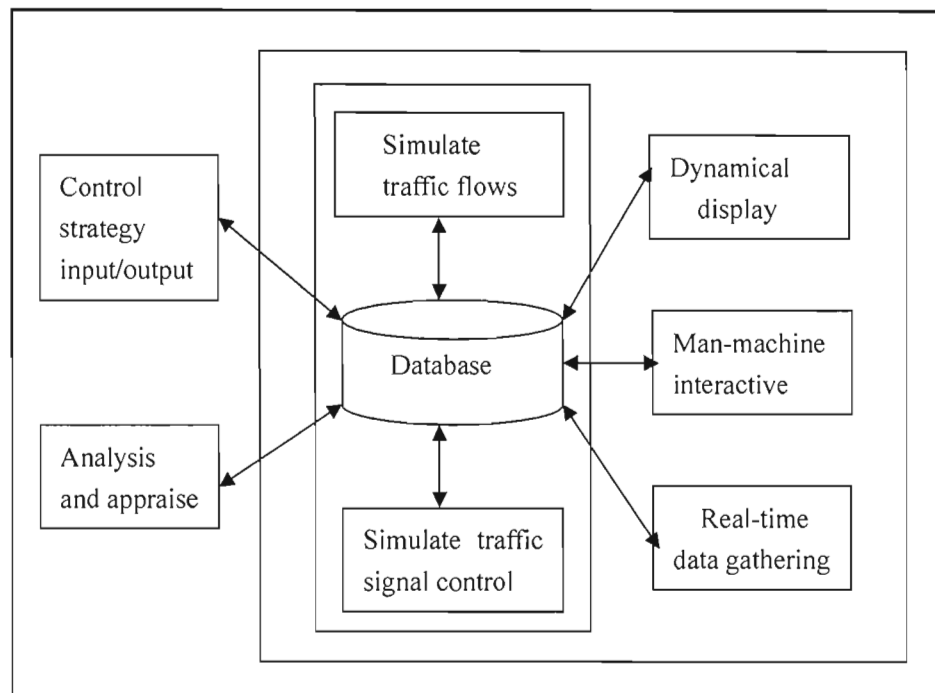 Simulate
traffic flows
Control
strategy
input/output
Dynamical
display
Database
Man-machine
interactive
Analysis
and appraise
Simulate traffic
signal control
Real-time
data gathering